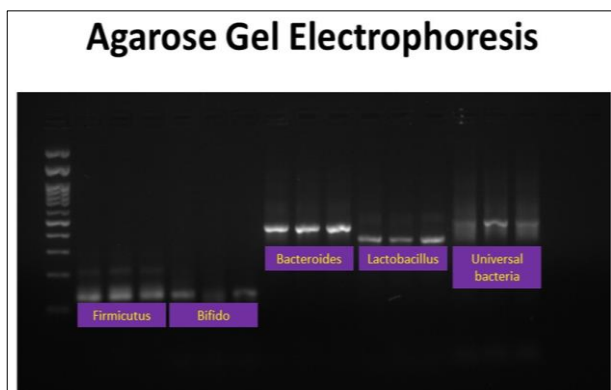 Agarose Gel Electrophoresis
Bacteroides
Lactobacillus
Universal
bacteria
Firmicutus
Bifido